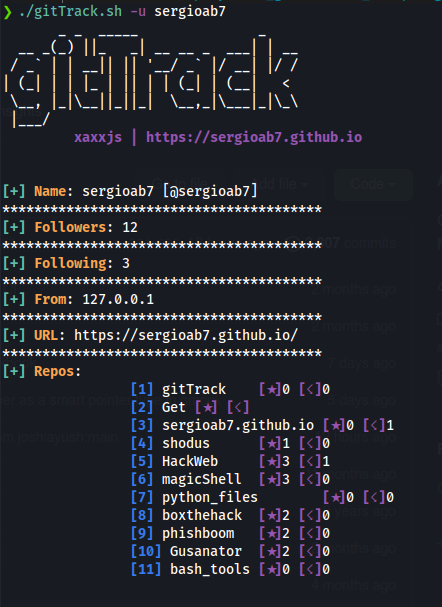 ❯ ./gitTrack.sh -u sergioab7
gitTrack
xaxxjs | https://sergioab7.github.io
[+] Name: sergioab7 [@sergioab7]
****************************************
[+] Followers: 12
****************************************
[+] Following: 3
****************************************
[+] From: 127.0.0.1
****************************************
[+] URL: https://sergioab7.github.io/
****************************************
[+] Repos:
[1] gitTrack [★]0 [☇]0
[2] Get [★] [☇]
[3] sergioab7.github.io [★]0 [☇]1
[4] shodus [★]1 [☇]0
[5] HackWeb [★]3 [☇]1
[6] magicShell [★]3 [☇]0
[7] python_files [★]0 [☇]0
[8] boxthehack [★]2 [☇]0
[9] phishboom [★]2 [☇]0
[10] Gusanator [★]2 [☇]0
[11] bash_tools [★]0 [☇]0